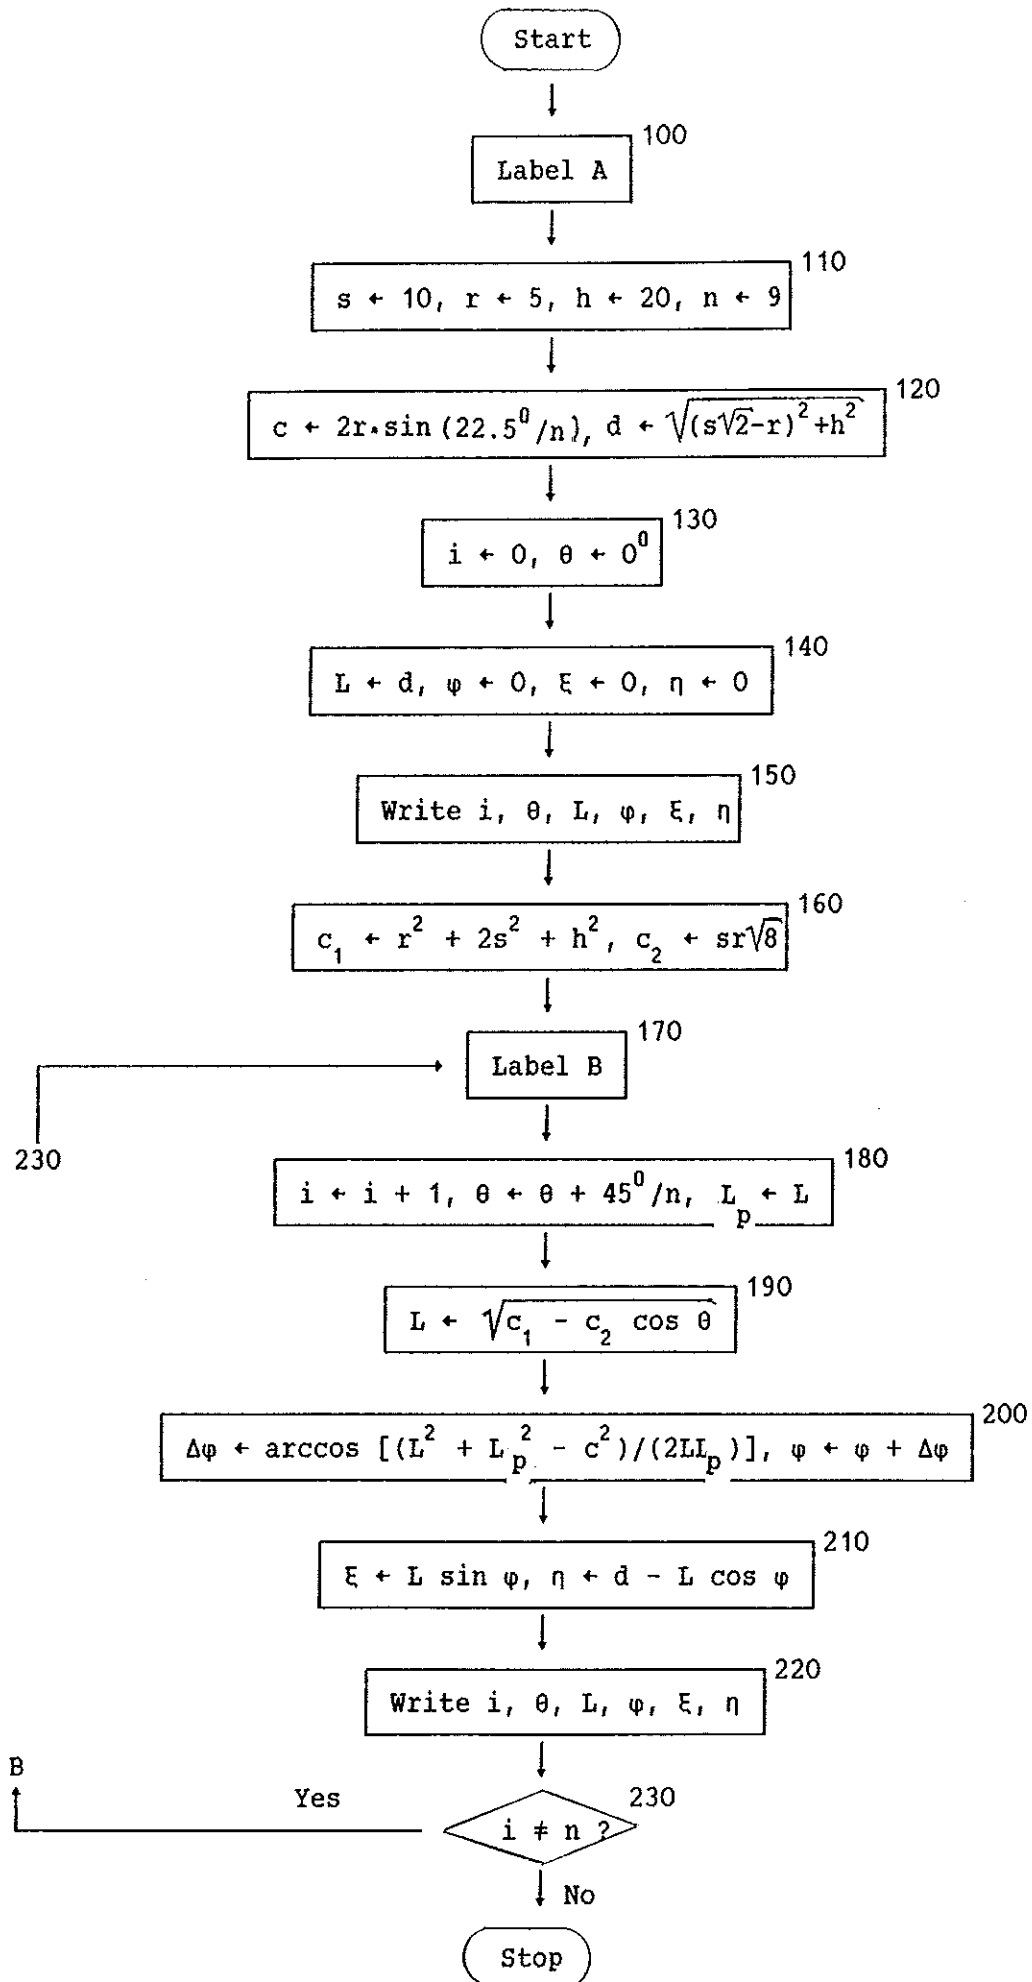 Start
100
Label A
110
s ← 10, r ← 5, h ← 20, n ← 9
120
c ← 2r·sin (22.5⁰/n), d ← √((s√2-r)²+h²)
130
i ← 0, θ ← 0⁰
140
L ← d, φ ← 0, ξ ← 0, η ← 0
150
Write i, θ, L, φ, ξ, η
160
c₁ ← r² + 2s² + h², c₂ ← sr√8
170
Label B
230
180
i ← i + 1, θ ← θ + 45⁰/n, Lₚ ← L
190
L ← √(c₁ - c₂ cos θ)
200
Δφ ← arccos [(L² + Lₚ² - c²)/(2LLₚ)], φ ← φ + Δφ
210
ξ ← L sin φ, η ← d - L cos φ
220
Write i, θ, L, φ, ξ, η
B
Yes
230
i ≠ n ?
No
Stop